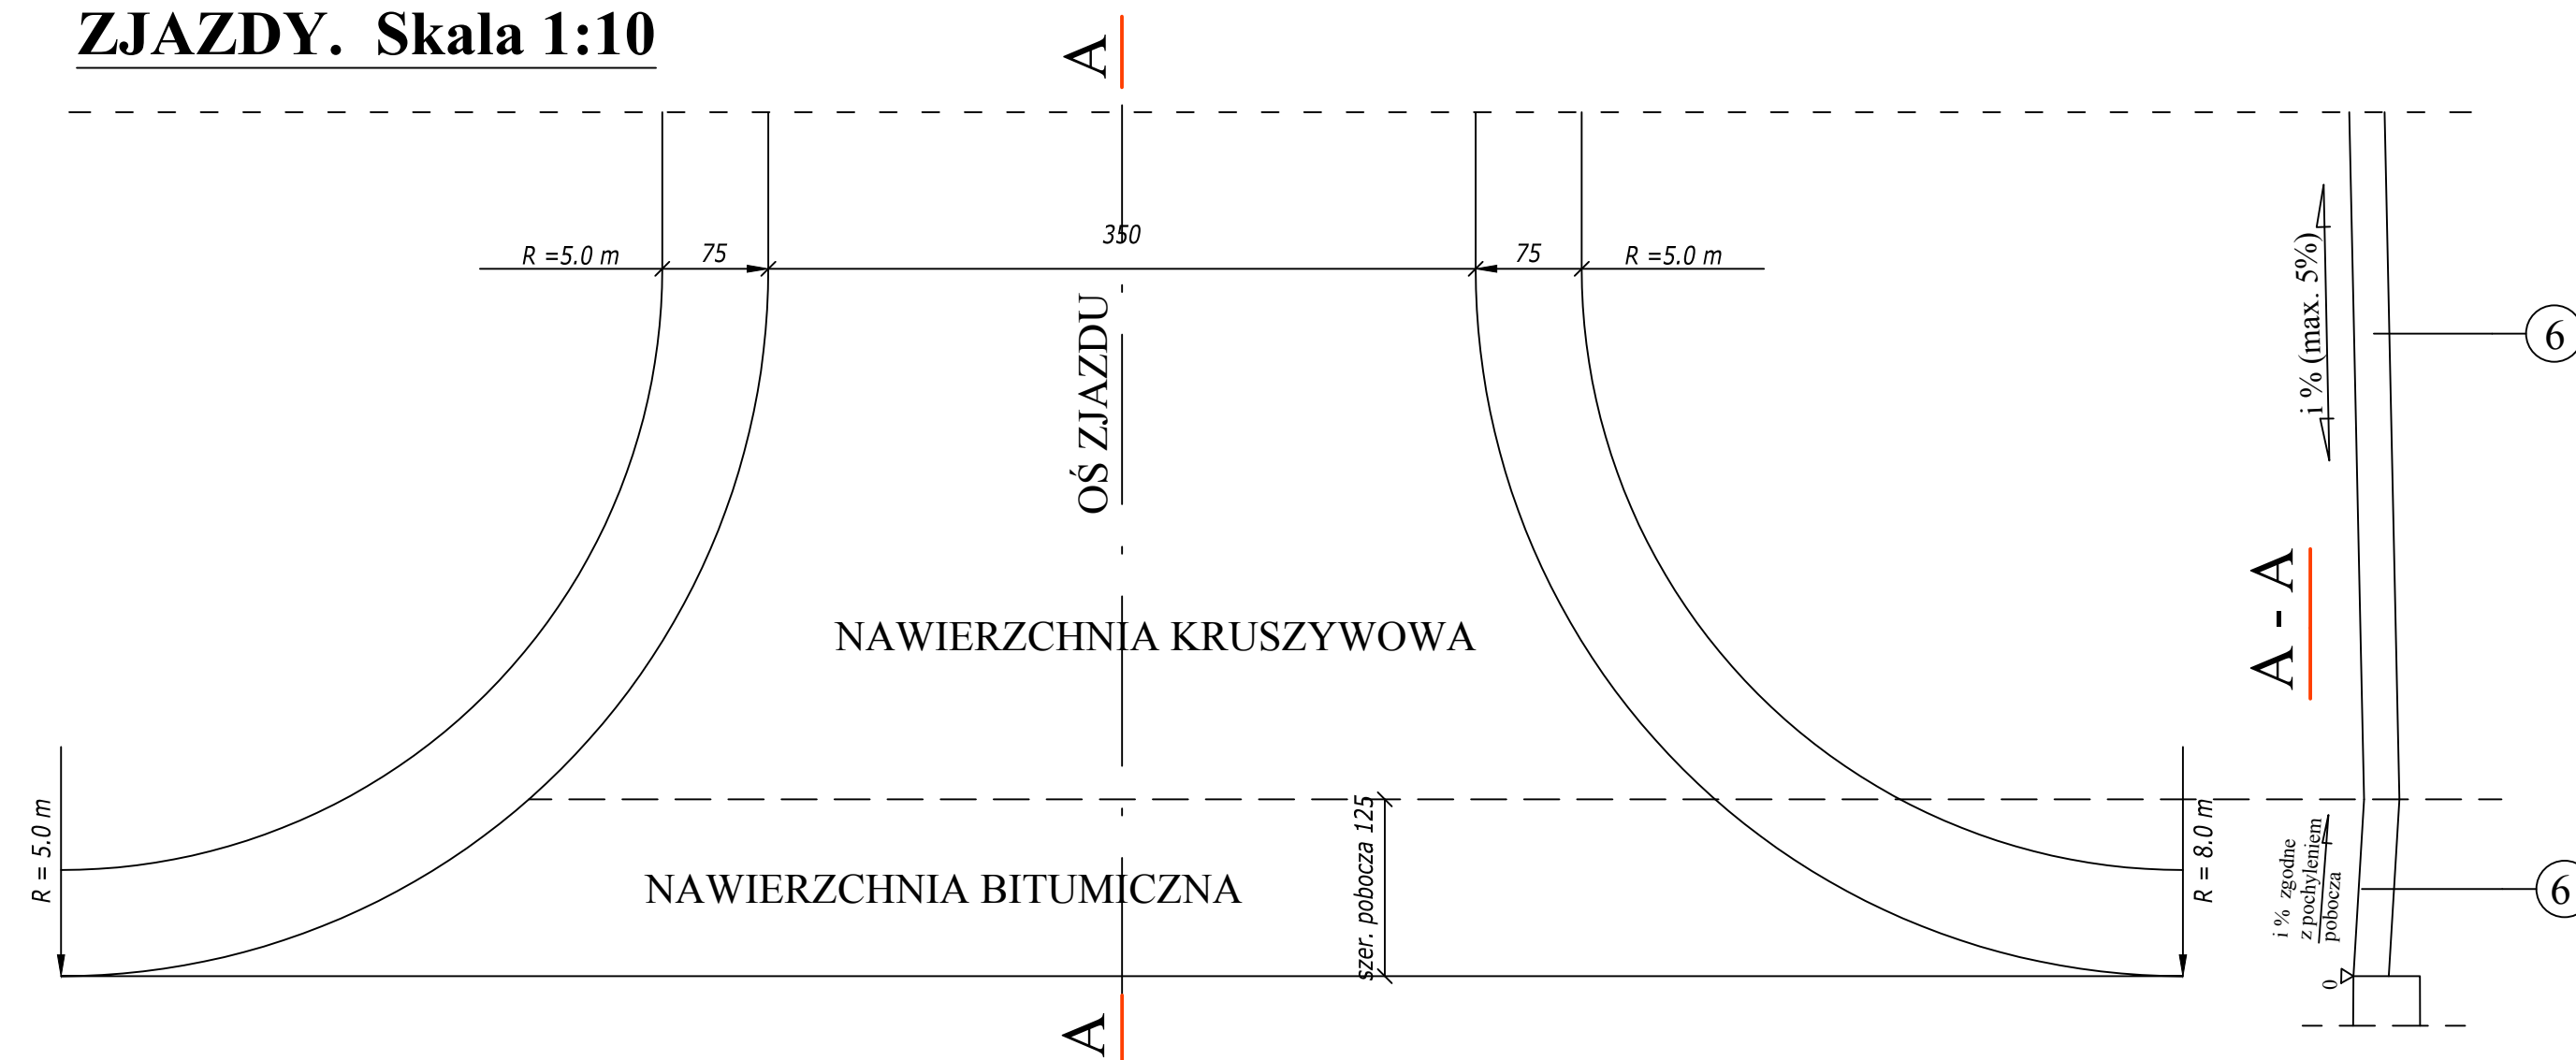 ZJAZDY. Skala 1:10
A
350
R =5.0 m
75
75
R =5.0 m
i % (max. 5%)
6
OŚ ZJAZDU
A - A
NAWIERZCHNIA KRUSZYWOWA
R = 5.0 m
NAWIERZCHNIA BITUMICZNA
szer. pobocza 125
R = 8.0 m
i % zgodne
z pochyleniem
pobocza
6
0
A